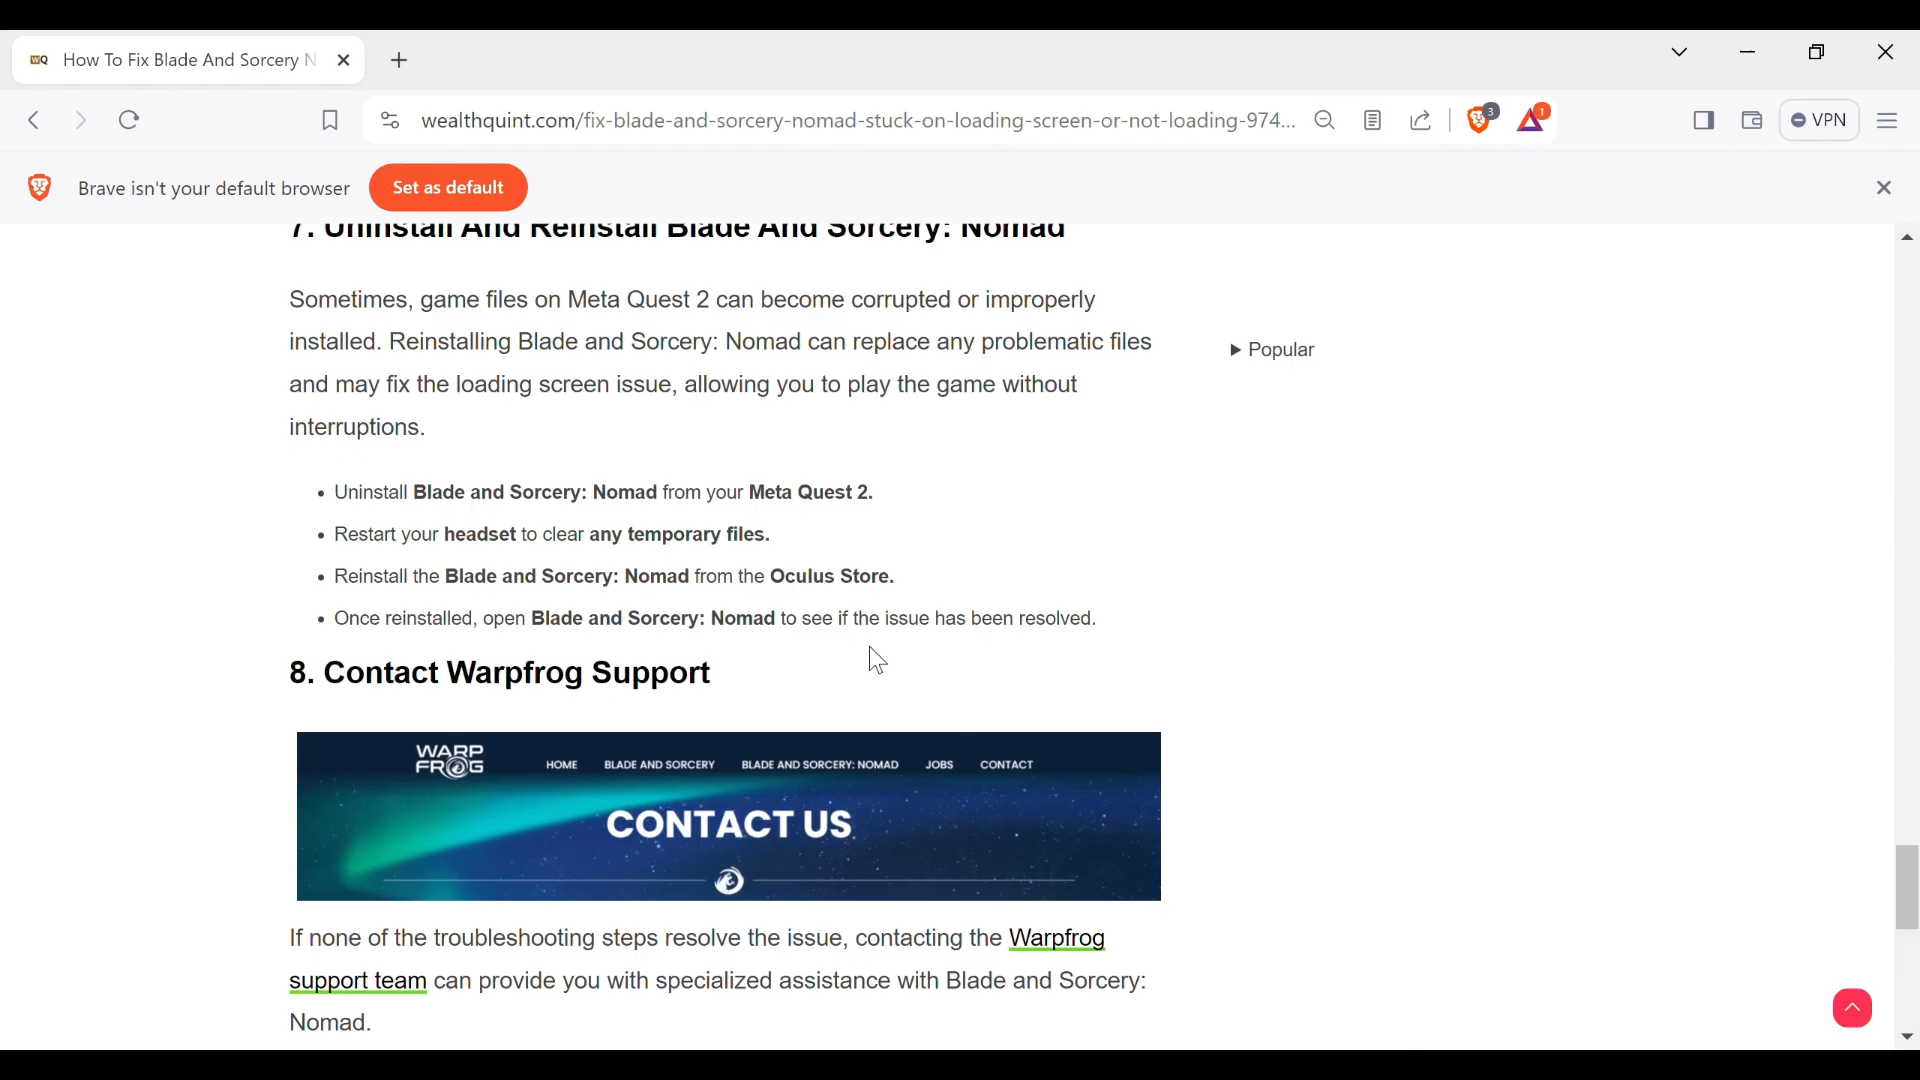 WQ How To Fix Blade And Sorcery N
wealthquint.com/fix-blade-and-sorcery-nomad-stuck-on-loading-screen-or-not-loading-974...
3
1
VPN
Brave isn't your default browser
Set as default
7. Uninstall And Reinstall Blade And Sorcery: Nomad
Sometimes, game files on Meta Quest 2 can become corrupted or improperly
installed. Reinstalling Blade and Sorcery: Nomad can replace any problematic files
and may fix the loading screen issue, allowing you to play the game without
interruptions.
Popular
• Uninstall Blade and Sorcery: Nomad from your Meta Quest 2.
• Restart your headset to clear any temporary files.
• Reinstall the Blade and Sorcery: Nomad from the Oculus Store.
• Once reinstalled, open Blade and Sorcery: Nomad to see if the issue has been resolved.
8. Contact Warpfrog Support
WARP
FROG
HOME BLADE AND SORCERY BLADE AND SORCERY: NOMAD JOBS CONTACT
CONTACT US
If none of the troubleshooting steps resolve the issue, contacting the Warpfrog
support team can provide you with specialized assistance with Blade and Sorcery:
Nomad.